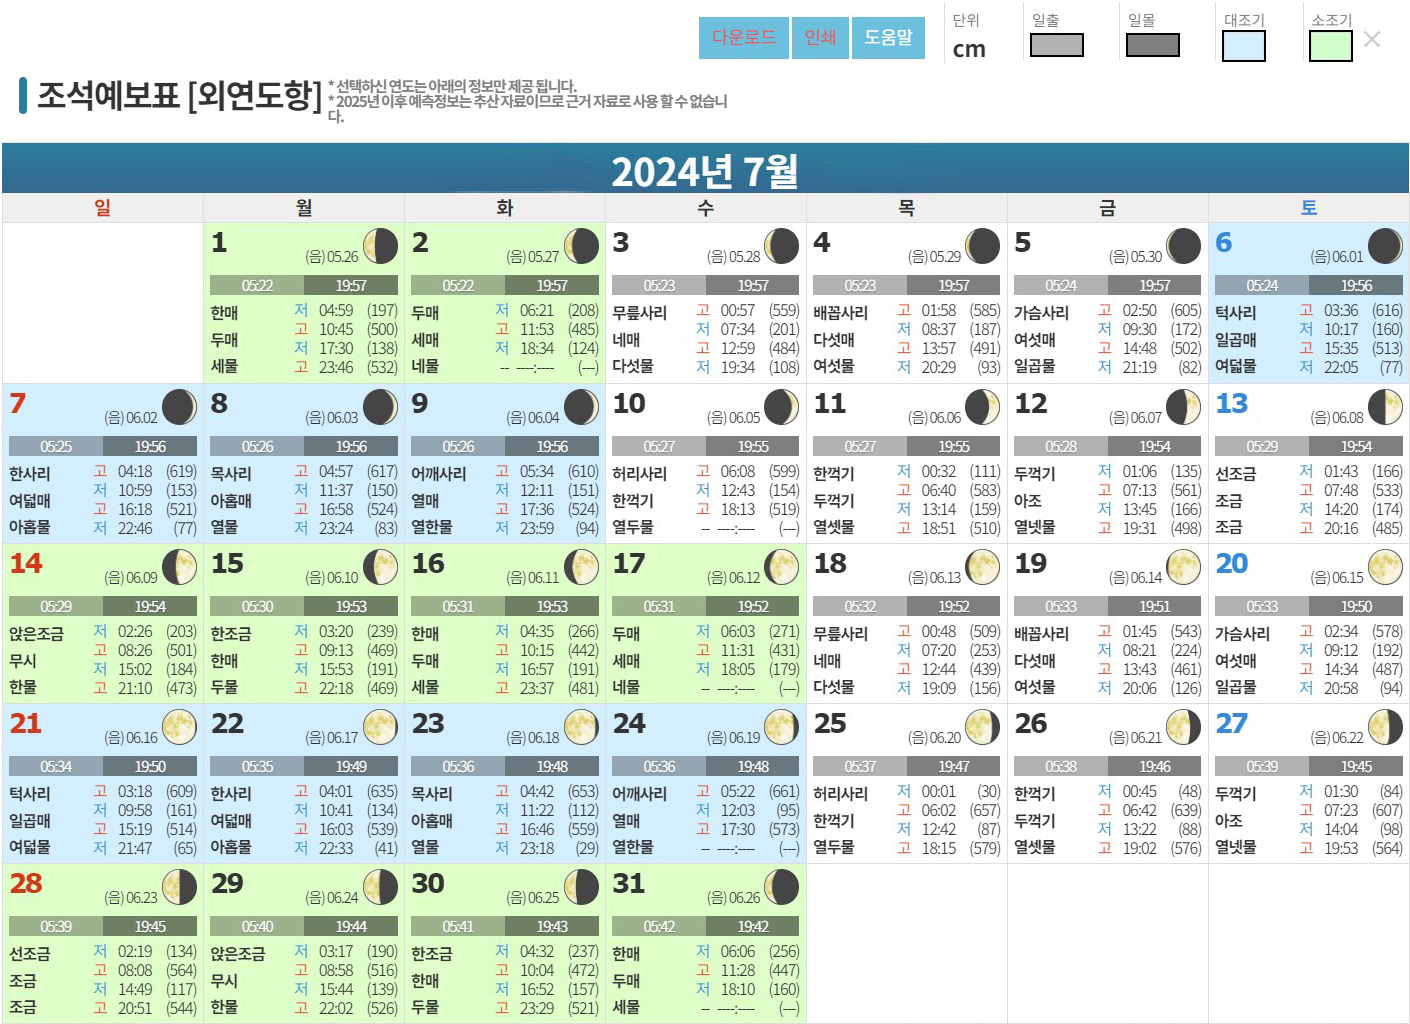 다운로드 인쇄 도움말 단위 일출 일몰 대조기 소조기
cm
조석예보표 [외연도항]
* 선택하신 연도는 아래의 정보만 제공 됩니다.
* 2025년 이후 예측정보는 추산 자료이므로 근거 자료로 사용 할 수 없습니
다.
2024년 7월
일 월 화 수 목 금 토
1 (음) 05.26 2 (음) 05.27 3 (음) 05.28 4 (음) 05.29 5 (음) 05.30 6 (음) 06.01
05:22 19:57 05:22 19:57 05:23 19:57 05:23 19:57 05:24 19:57 05:24 19:56
한매 저 04:59 (197) 두매 저 06:21 (208) 무릎사리 고 00:57 (559) 배꼽사리 고 01:58 (585) 가슴사리 고 02:50 (605) 턱사리 고 03:36 (616)
두매 고 10:45 (500) 세매 고 11:53 (485) 네매 저 07:34 (201) 다섯매 저 08:37 (187) 여섯매 저 09:30 (172) 일곱매 저 10:17 (160)
저 17:30 (138) 저 18:34 (124) 고 12:59 (484) 고 13:57 (491) 고 14:48 (502) 고 15:35 (513)
세물 고 23:46 (532) 네물 -- ----:---- (---) 다섯물 저 19:34 (108) 여섯물 저 20:29 (93) 일곱물 저 21:19 (82) 여덟물 저 22:05 (77)
7 (음) 06.02 8 (음) 06.03 9 (음) 06.04 10 (음) 06.05 11 (음) 06.06 12 (음) 06.07 13 (음) 06.08
05:25 19:56 05:26 19:56 05:26 19:56 05:27 19:55 05:27 19:55 05:28 19:54 05:29 19:54
한사리 고 04:18 (619) 목사리 고 04:57 (617) 어깨사리 고 05:34 (610) 허리사리 고 06:08 (599) 한꺽기 저 00:32 (111) 두꺽기 저 01:06 (135) 선조금 저 01:43 (166)
여덟매 저 10:59 (153) 아홉매 저 11:37 (150) 열매 저 12:11 (151) 한꺽기 저 12:43 (154) 두꺽기 고 06:40 (583) 아조 고 07:13 (561) 조금 고 07:48 (533)
고 16:18 (521) 고 16:58 (524) 고 17:36 (524) 고 18:13 (519) 저 13:14 (159) 저 13:45 (166) 저 14:20 (174)
아홉물 저 22:46 (77) 열물 저 23:24 (83) 열한물 저 23:59 (94) 열두물 -- ----:---- (---) 열셋물 고 18:51 (510) 열넷물 고 19:31 (498) 조금 고 20:16 (485)
14 (음) 06.09 15 (음) 06.10 16 (음) 06.11 17 (음) 06.12 18 (음) 06.13 19 (음) 06.14 20 (음) 06.15
05:29 19:54 05:30 19:53 05:31 19:53 05:31 19:52 05:32 19:52 05:33 19:51 05:33 19:50
앉은조금 저 02:26 (203) 한조금 저 03:20 (239) 한매 저 04:35 (266) 두매 저 06:03 (271) 무릎사리 고 00:48 (509) 배꼽사리 고 01:45 (543) 가슴사리 고 02:34 (578)
무시 고 08:26 (501) 한매 고 09:13 (469) 두매 고 10:15 (442) 세매 고 11:31 (431) 네매 저 07:20 (253) 다섯매 저 08:21 (224) 여섯매 저 09:12 (192)
저 15:02 (184) 저 15:53 (191) 저 16:57 (191) 저 18:05 (179) 고 12:44 (439) 고 13:43 (461) 고 14:34 (487)
한물 고 21:10 (473) 두물 고 22:18 (469) 세물 고 23:37 (481) 네물 -- ----:---- (---) 다섯물 저 19:09 (156) 여섯물 저 20:06 (126) 일곱물 저 20:58 (94)
21 (음) 06.16 22 (음) 06.17 23 (음) 06.18 24 (음) 06.19 25 (음) 06.20 26 (음) 06.21 27 (음) 06.22
05:34 19:50 05:35 19:49 05:36 19:48 05:36 19:48 05:37 19:47 05:38 19:46 05:39 19:45
턱사리 고 03:18 (609) 한사리 고 04:01 (635) 목사리 고 04:42 (653) 어깨사리 고 05:22 (661) 허리사리 저 00:01 (30) 한꺽기 저 00:45 (48) 두꺽기 저 01:30 (84)
일곱매 저 09:58 (161) 여덟매 저 10:41 (134) 아홉매 저 11:22 (112) 열매 저 12:03 (95) 한꺽기 고 06:02 (657) 두꺽기 고 06:42 (639) 아조 고 07:23 (607)
고 15:19 (514) 고 16:03 (539) 고 16:46 (559) 고 17:30 (573) 저 12:42 (87) 저 13:22 (88) 저 14:04 (98)
여덟물 저 21:47 (65) 아홉물 저 22:33 (41) 열물 저 23:18 (29) 열한물 -- ----:---- (---) 열두물 고 18:15 (579) 열셋물 고 19:02 (576) 열넷물 고 19:53 (564)
28 (음) 06.23 29 (음) 06.24 30 (음) 06.25 31 (음) 06.26
05:39 19:45 05:40 19:44 05:41 19:43 05:42 19:42
선조금 저 02:19 (134) 앉은조금 저 03:17 (190) 한조금 저 04:32 (237) 한매 저 06:06 (256)
조금 고 08:08 (564) 무시 고 08:58 (516) 한매 고 10:04 (472) 두매 고 11:28 (447)
저 14:49 (117) 저 15:44 (139) 저 16:52 (157) 저 18:10 (160)
조금 고 20:51 (544) 한물 고 22:02 (526) 두물 고 23:29 (521) 세물 -- ----:---- (---)